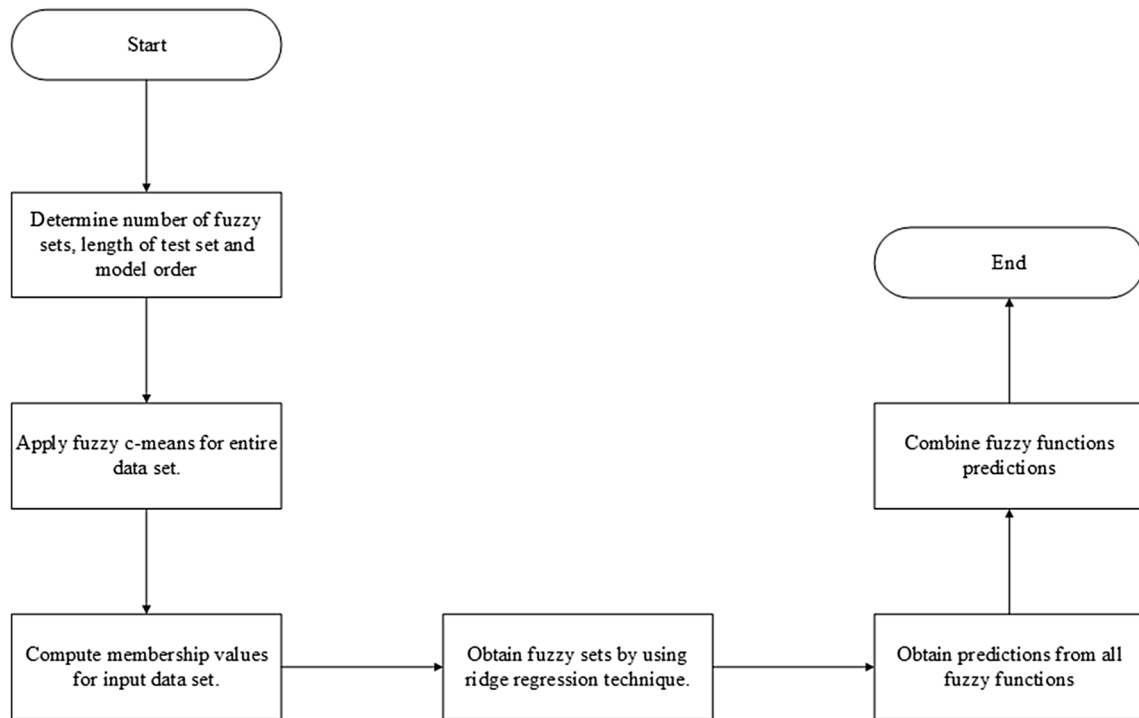 Start
Determine number of fuzzy
sets, length of test set and
model order
Apply fuzzy c-means for entire
data set.
Compute membership values
for input data set.
Obtain fuzzy sets by using
ridge regression technique.
Obtain predictions from all
fuzzy functions
Combine fuzzy functions
predictions
End